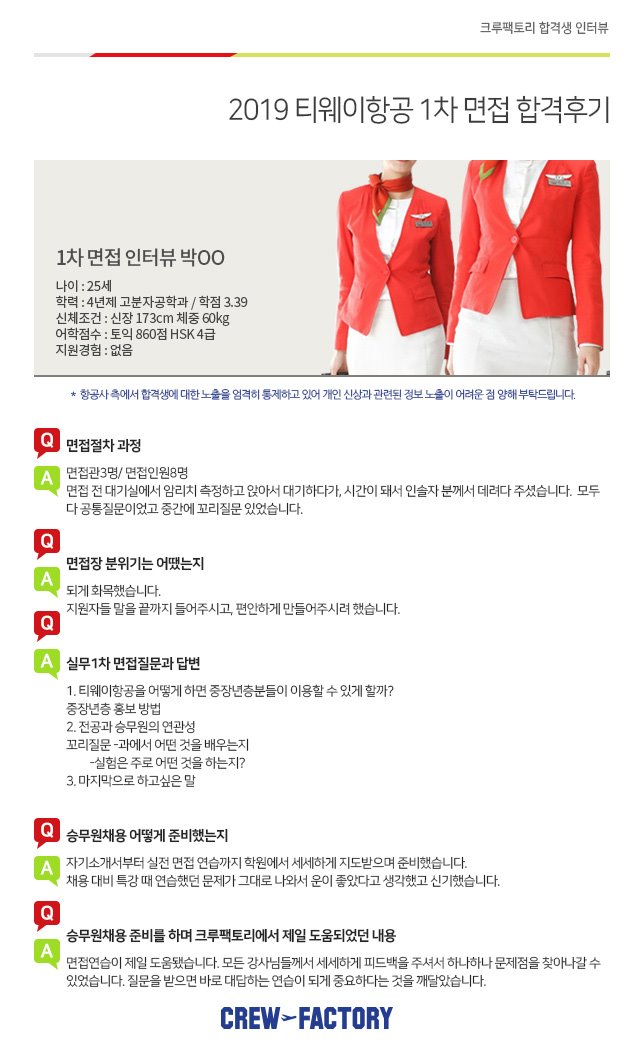 크루팩토리 합격생 인터뷰
2019 티웨이항공 1차 면접 합격후기
1차 면접 인터뷰 박OO
나이 : 25세
학력 : 4년제 고분자공학과 / 학점 3.39
신체조건 : 신장 173cm 체중 60kg
어학점수 : 토익 860점 HSK 4급
지원경험 : 없음
* 항공사 측에서 합격생에 대한 노출을 엄격히 통제하고 있어 개인 신상과 관련된 정보 노출이 어려운 점 양해 부탁드립니다.
Q 면접절차 과정
A 면접관3명/ 면접인원8명
면접 전 대기실에서 암리치 측정하고 앉아서 대기하다가, 시간이 돼서 인솔자 분께서 데려다 주셨습니다. 모두
다 공통질문이었고 중간에 꼬리질문 있었습니다.
Q
면접장 분위기는 어땠는지
A 되게 화목했습니다.
지원자들 말을 끝까지 들어주시고, 편안하게 만들어주시려 했습니다.
Q
A 실무1차 면접질문과 답변
1. 티웨이항공을 어떻게 하면 중장년층분들이 이용할 수 있게 할까?
중장년층 홍보 방법
2. 전공과 승무원의 연관성
꼬리질문 -과에서 어떤 것을 배우는지
-실험은 주로 어떤 것을 하는지?
3. 마지막으로 하고싶은 말
Q 승무원채용 어떻게 준비했는지
A 자기소개서부터 실전 면접 연습까지 학원에서 세세하게 지도받으며 준비했습니다.
채용 대비 특강 때 연습했던 문제가 그대로 나와서 운이 좋았다고 생각했고 신기했습니다.
Q
승무원채용 준비를 하며 크루팩토리에서 제일 도움되었던 내용
A 면접연습이 제일 도움됐습니다. 모든 강사님들께서 세세하게 피드백을 주셔서 하나하나 문제점을 찾아나갈 수
있었습니다. 질문을 받으면 바로 대답하는 연습이 되게 중요하다는 것을 깨달았습니다.
CREW FACTORY